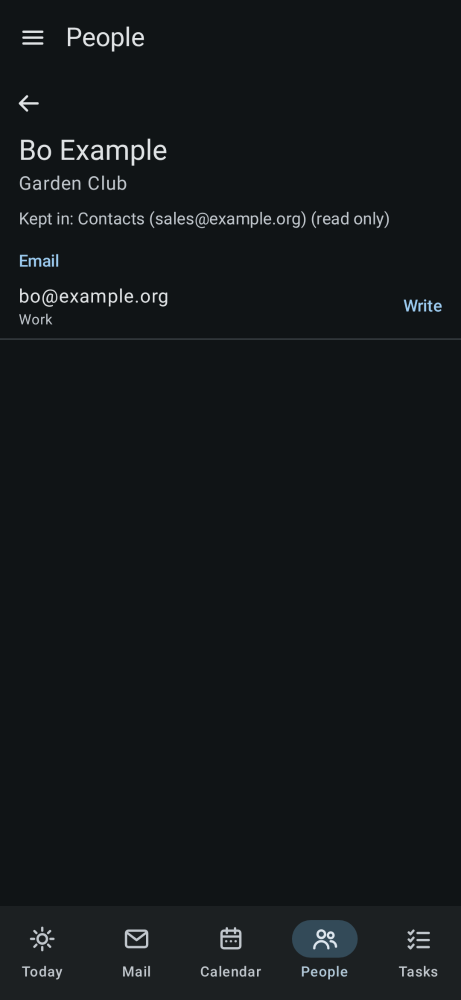 People
Bo Example
Garden Club
Kept in: Contacts (sales@example.org) (read only)
Email
bo@example.org
Write
Work
Today
Mail
Calendar
People
Tasks